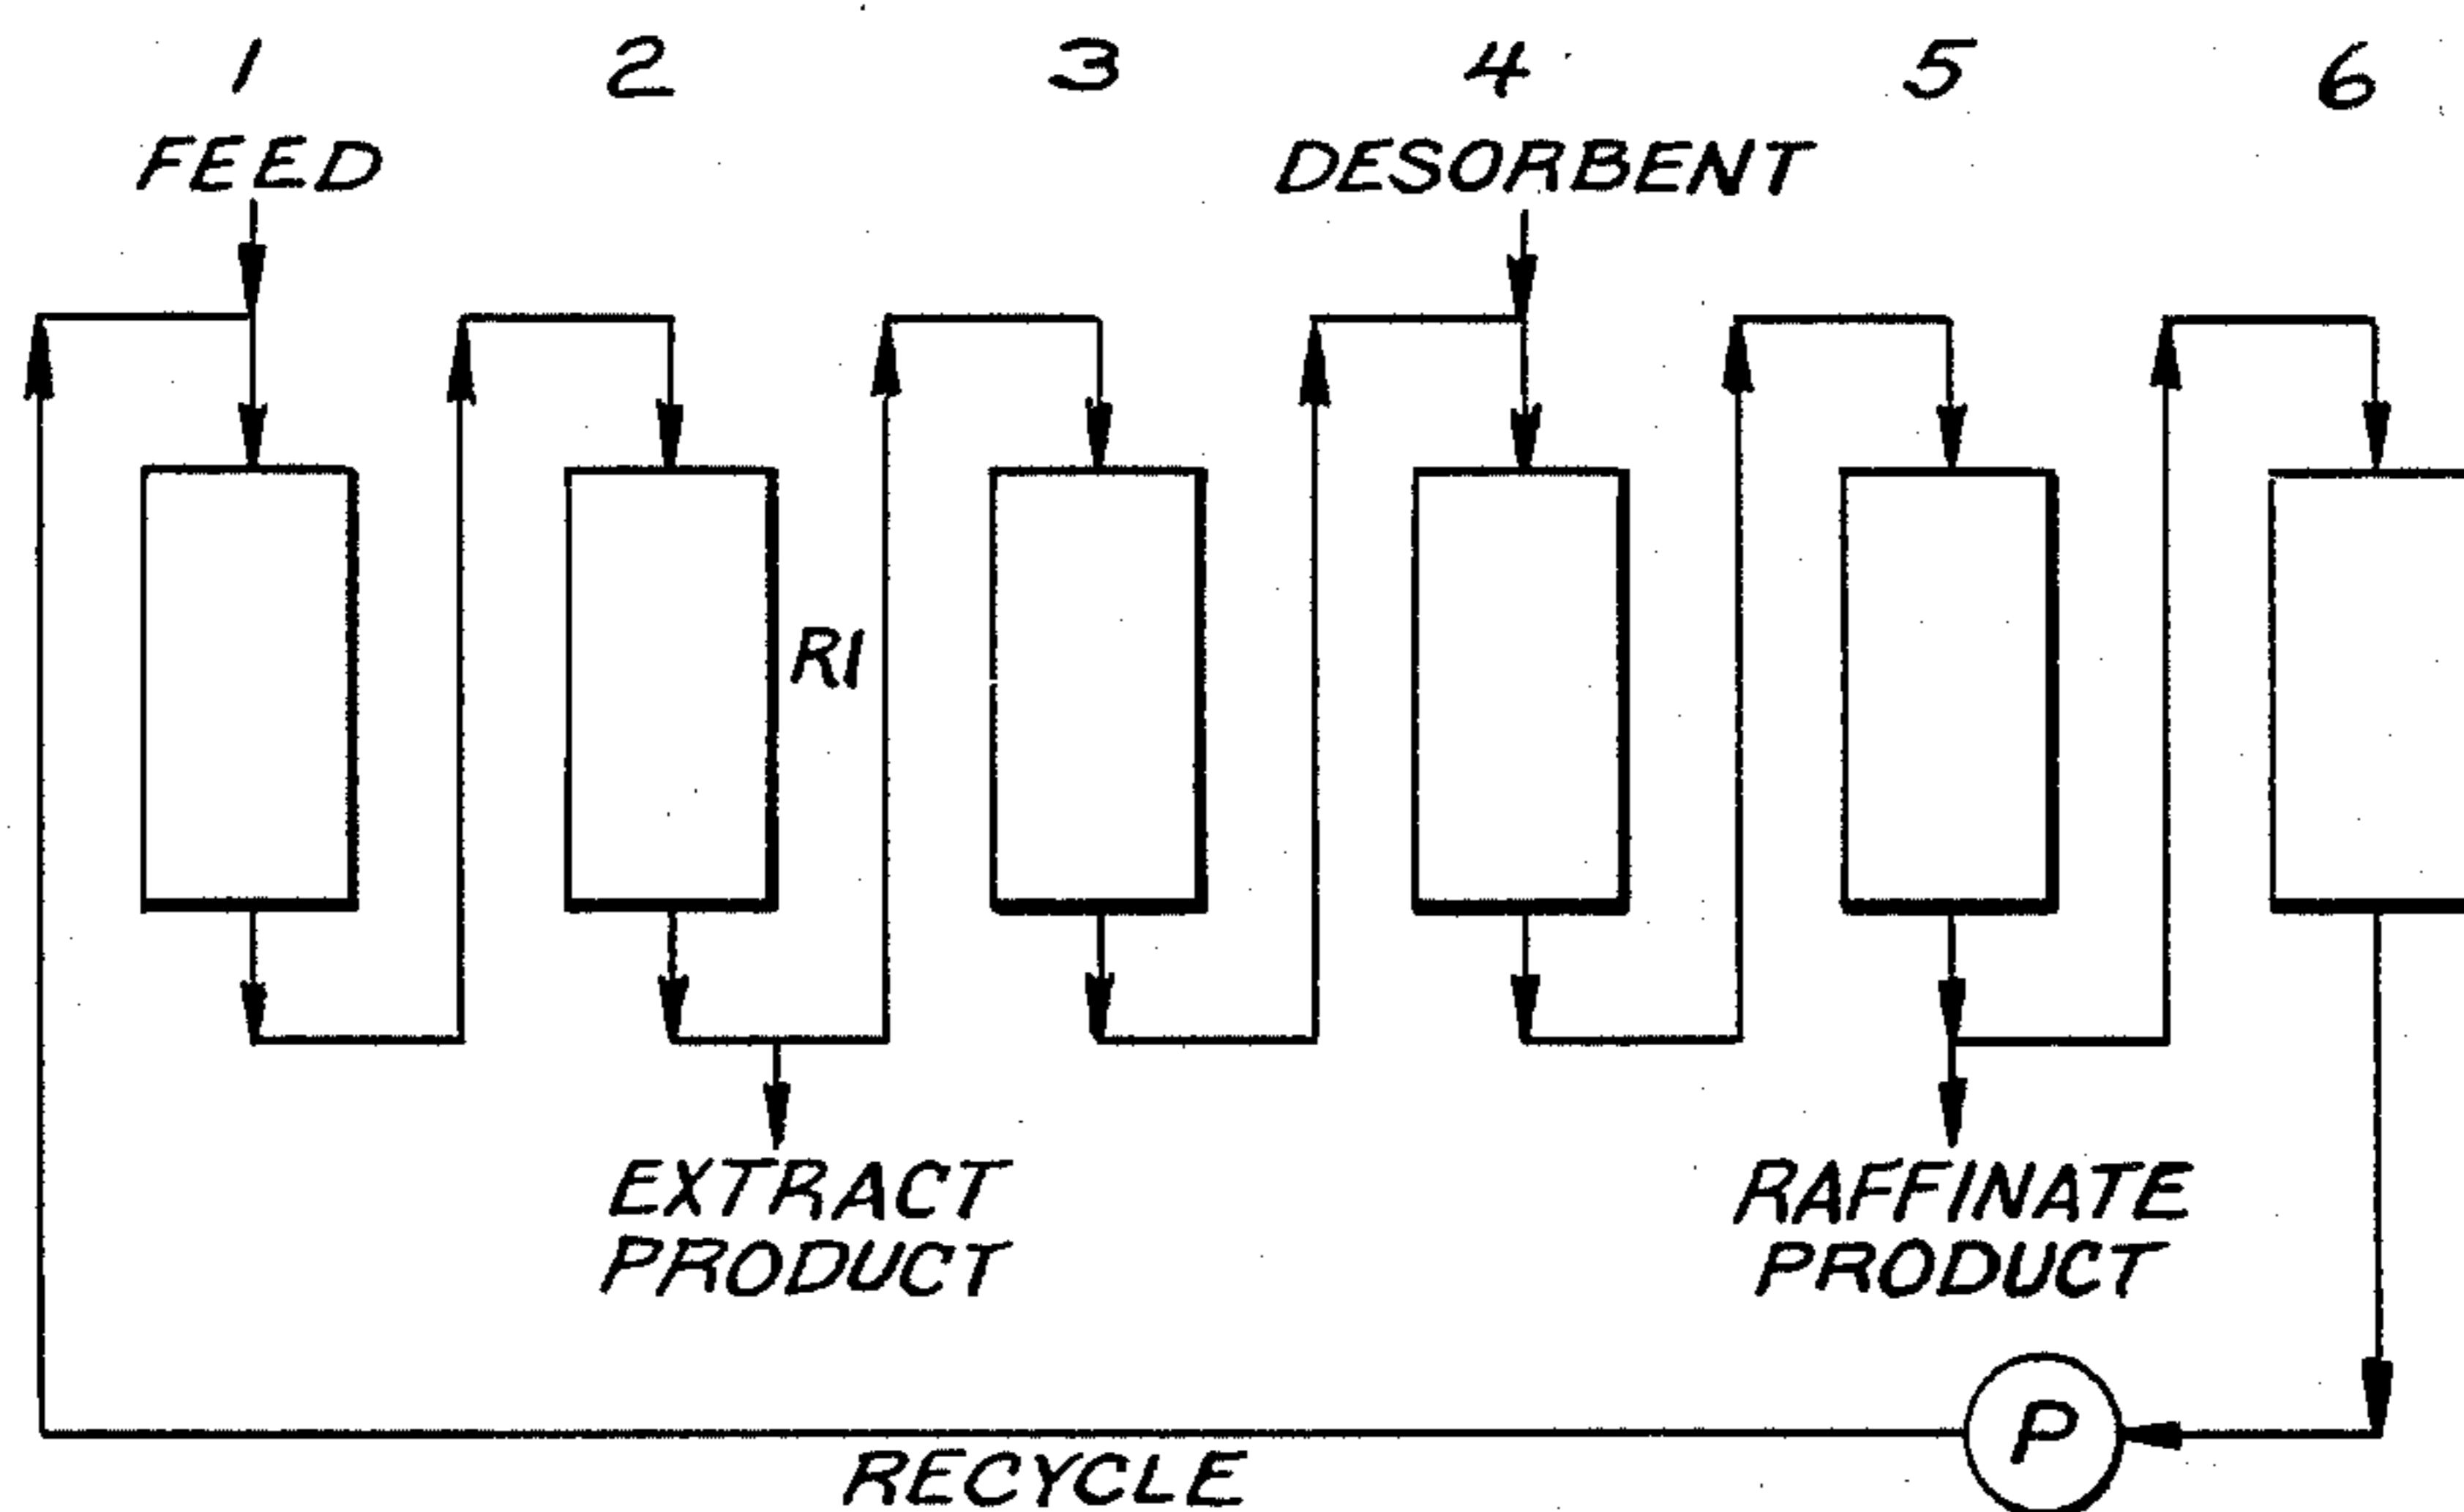 1 2 3 4 5 6
FEED DESORBENT
RI
EXTRACT
PRODUCT
RAFFINATE
PRODUCT
P
RECYCLE